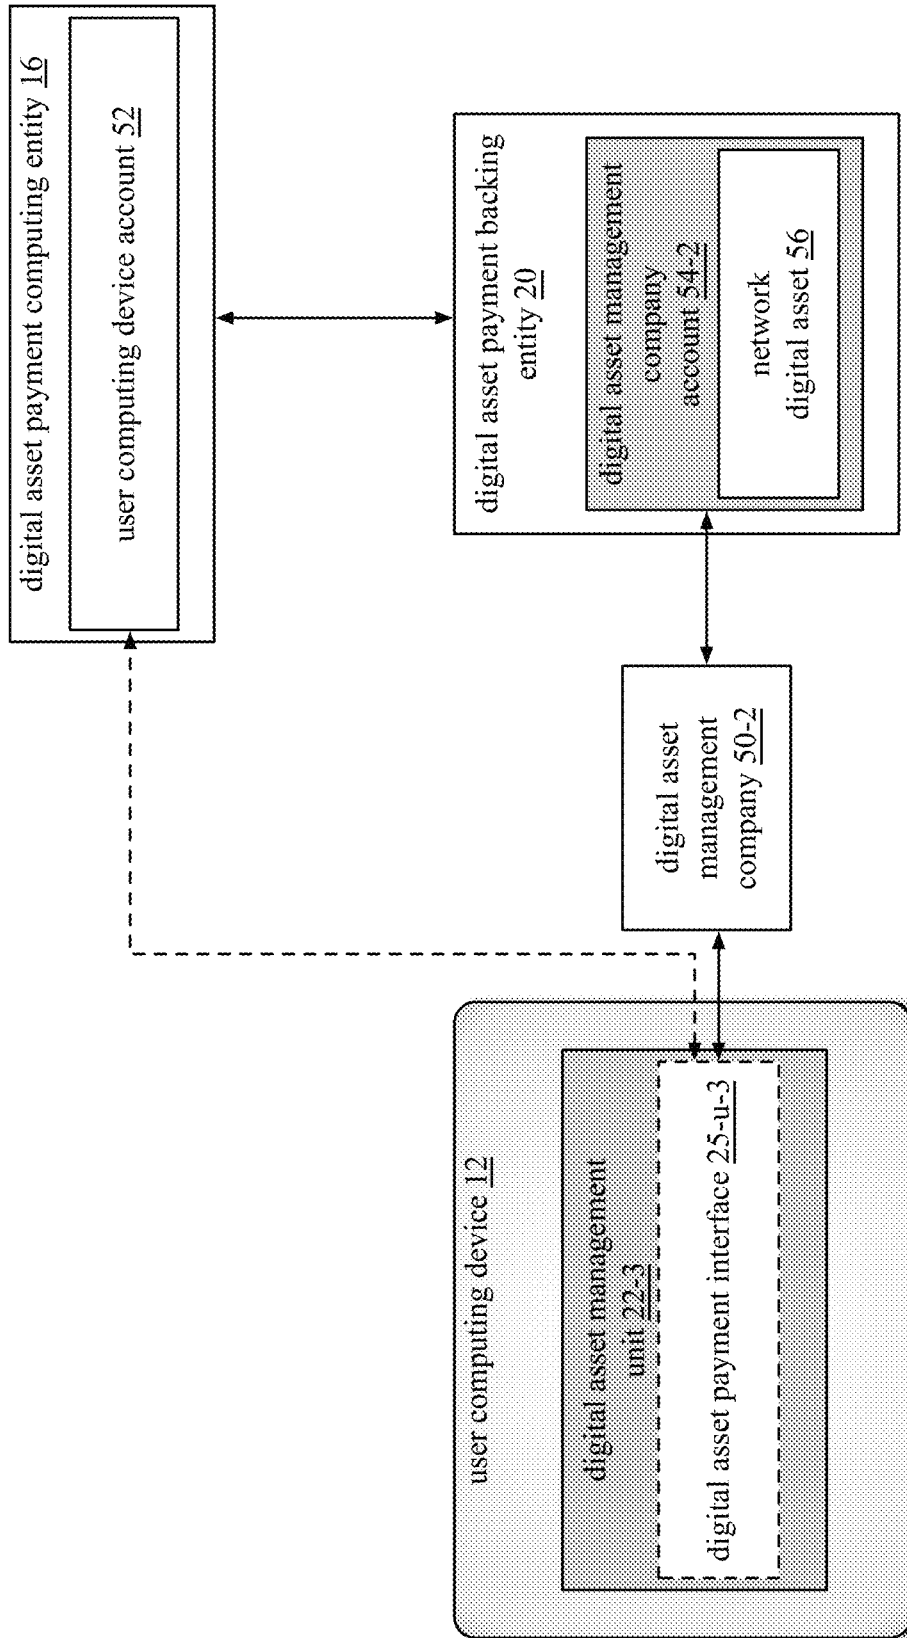 digital asset payment computing entity 16
user computing device account 52
user computing device 12
digital asset management
unit 22-3
digital asset payment interface 25-u-3
digital asset
management
company 50-2
digital asset payment backing
entity 20
digital asset management
company
account 54-2
network
digital asset 56